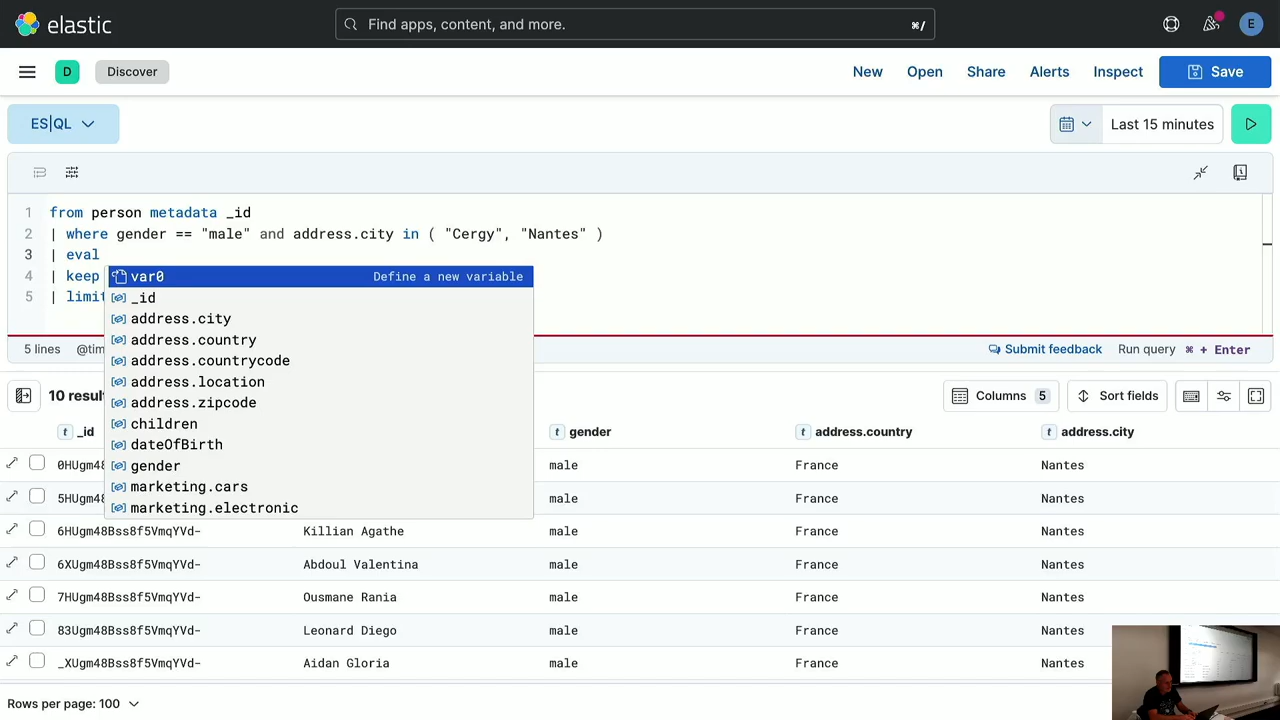 elastic
Find apps, content, and more.
⌘/
E
D
Discover
New
Open
Share
Alerts
Inspect
Save
ES|QL
Last 15 minutes
1 from person metadata _id
2 | where gender == "male" and address.city in ( "Cergy", "Nantes" )
3 | eval
4 | keep
5 | limit
var0 Define a new variable
_id
address.city
address.country
address.countrycode
address.location
address.zipcode
children
dateOfBirth
gender
marketing.cars
marketing.electronic
5 lines @tim
Submit feedback Run query ⌘ + Enter
10 resul
Columns 5
Sort fields
t _id t gender t address.country t address.city
0HUgm48 male France Nantes
5HUgm48 male France Nantes
6HUgm48Bss8f5VmqYVd- Killian Agathe male France Nantes
6XUgm48Bss8f5VmqYVd- Abdoul Valentina male France Nantes
7HUgm48Bss8f5VmqYVd- Ousmane Rania male France Nantes
83Ugm48Bss8f5VmqYVd- Leonard Diego male France Nantes
_XUgm48Bss8f5VmqYVd- Aidan Gloria male France Nantes
Rows per page: 100